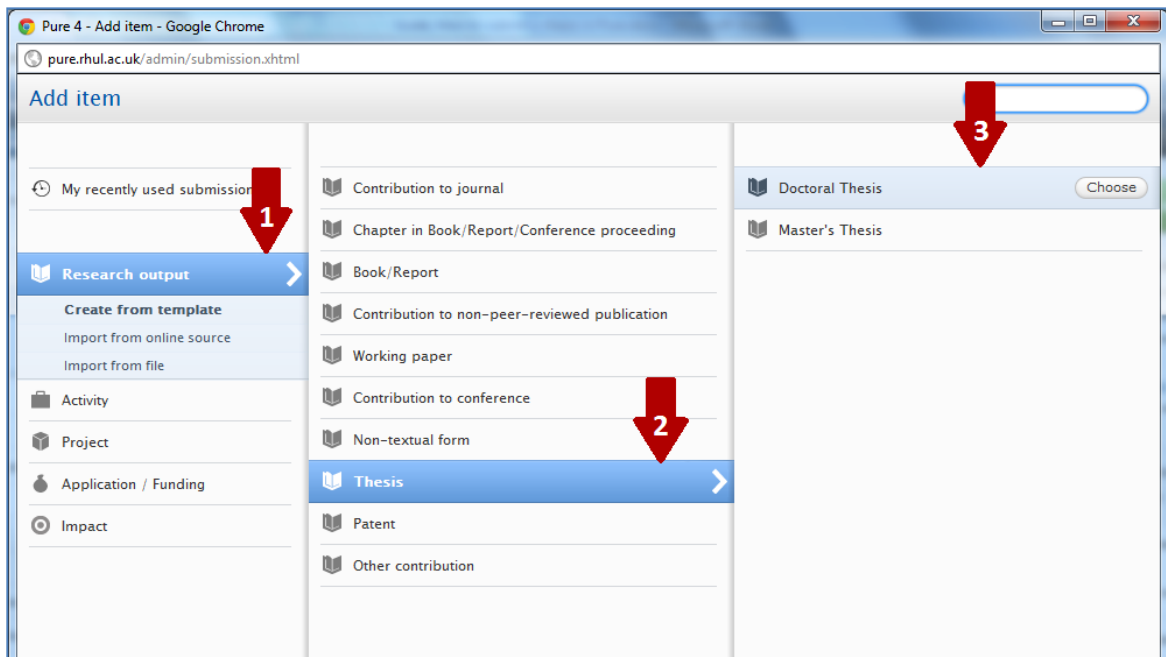 Pure 4 - Add item - Google Chrome
pure.rhul.ac.uk/admin/submission.xhtml
Add item
3
My recently used submission
1
Research output
Create from template
Import from online source
Import from file
Activity
Project
Application / Funding
Impact
Contribution to journal
Chapter in Book/Report/Conference proceeding
Book/Report
Contribution to non-peer-reviewed publication
Working paper
Contribution to conference
2
Non-textual form
Thesis
Patent
Other contribution
Doctoral Thesis
Choose
Master's Thesis